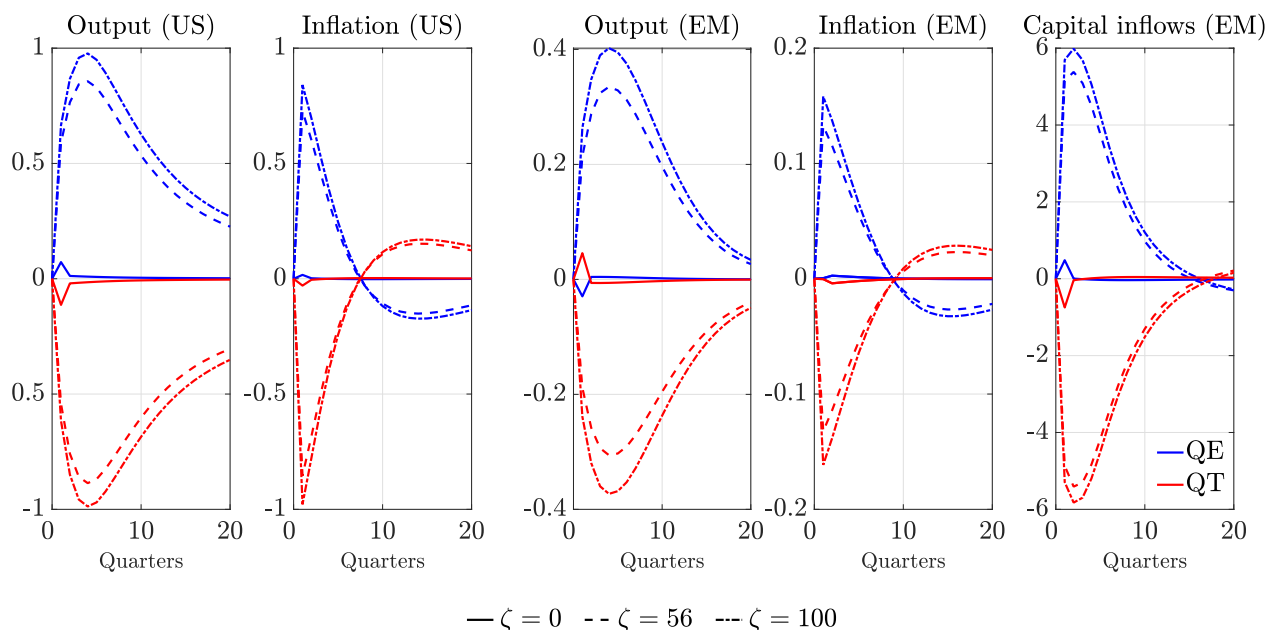 Output (US) Inflation (US) Output (EM) Inflation (EM) Capital inflows (EM)
1 1 0.4 0.2 6
4
0.5 0.5 0.2 0.1
2
0 0 0 0 0
-2
0.5 -0.5 -0.2 -0.1
-4
QE
QT
-1 -1 -0.4 -0.2 -6
0 10 20 0 10 20 0 10 20 0 10 20 0 10 20
Quarters Quarters Quarters Quarters Quarters
ζ = 0 ζ = 56 ζ = 100